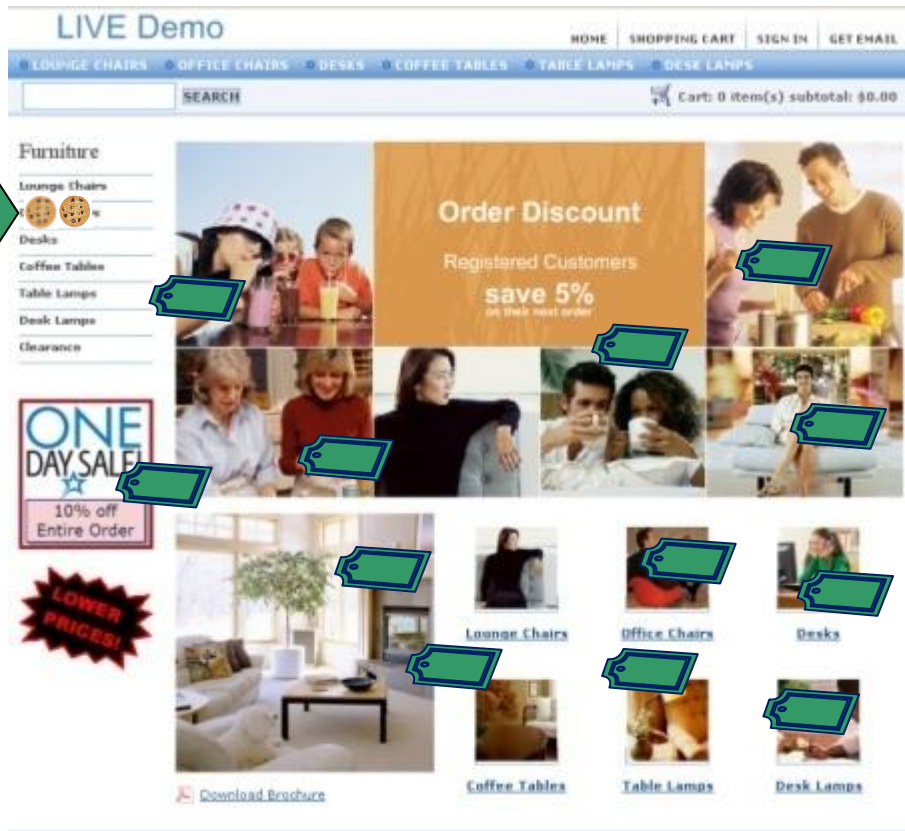 LIVE Demo
HOME SHOPPING CART SIGN IN GET EMAIL
LOUNGE CHAIRS OFFICE CHAIRS DESKS COFFEE TABLES TABLE LAMPS DESK LAMPS
SEARCH
Cart: 0 item(s) subtotal: $0.00
Furniture
Lounge Chairs
Desks
Coffee Tables
Table Lamps
Desk Lamps
Clearance
Order Discount
Registered Customers
save 5%
on their next order
ONE
DAY SALE!
10% off
Entire Order
LOWER
PRICES!
Lounge Chairs Office Chairs Desks
Coffee Tables Table Lamps Desk Lamps
Download Brochure